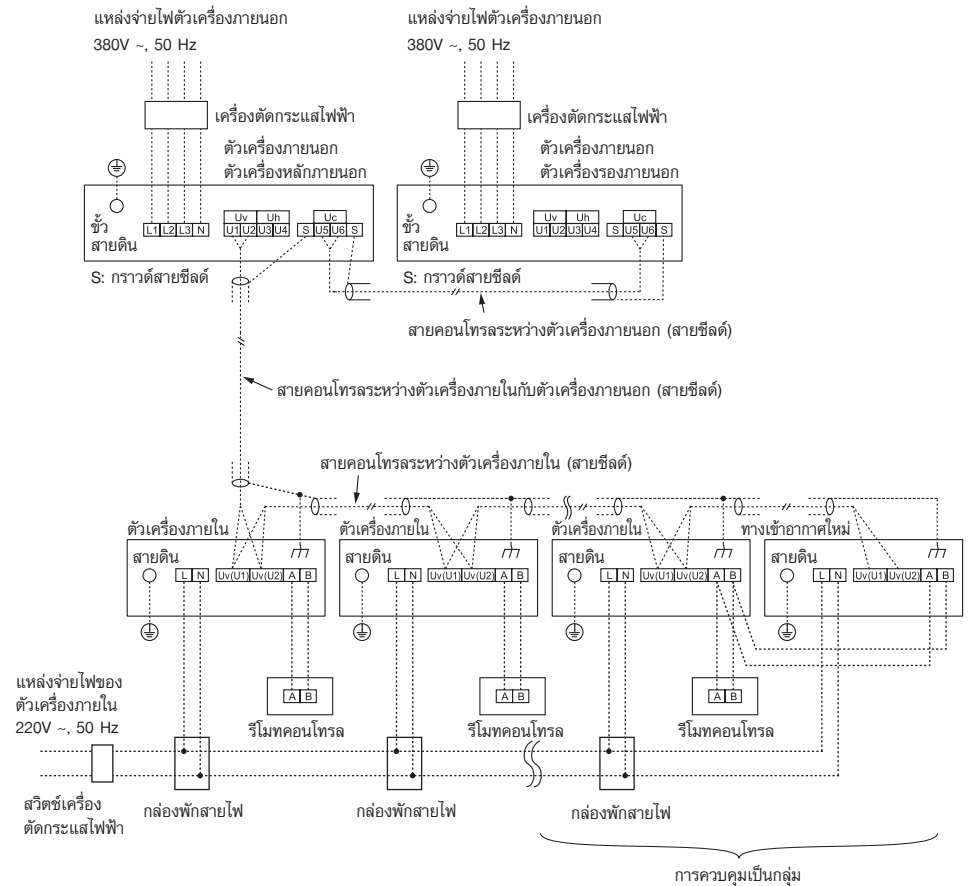 แหล่งจ่ายไฟตัวเครื่องภายนอก
380V ~, 50 Hz
แหล่งจ่ายไฟตัวเครื่องภายนอก
380V ~, 50 Hz
เครื่องตัดกระแสไฟฟ้า
เครื่องตัดกระแสไฟฟ้า
ตัวเครื่องภายนอก
ตัวเครื่องหลักภายนอก
ตัวเครื่องภายนอก
ตัวเครื่องรองภายนอก
ขั้ว
สายดิน
L1 L2 L3 N
Uv Uh Uc
U1 U2 U3 U4 S U5 U6 S
ขั้ว
สายดิน
L1 L2 L3 N
Uv Uh Uc
U1 U2 U3 U4 S U5 U6 S
S: กราวด์สายชีลด์
S: กราวด์สายชีลด์
สายคอนโทรลระหว่างตัวเครื่องภายนอก (สายชีลด์)
สายคอนโทรลระหว่างตัวเครื่องภายในกับตัวเครื่องภายนอก (สายชีลด์)
สายคอนโทรลระหว่างตัวเครื่องภายใน (สายชีลด์)
ตัวเครื่องภายใน
ตัวเครื่องภายใน
ตัวเครื่องภายใน
ทางเข้าอากาศใหม่
สายดิน
L N Uv(U1) Uv(U2) A B
สายดิน
L N Uv(U1) Uv(U2) A B
สายดิน
L N Uv(U1) Uv(U2) A B
สายดิน
L N Uv(U1) Uv(U2) A B
A B
A B
A B
รีโมทคอนโทรล
รีโมทคอนโทรล
รีโมทคอนโทรล
แหล่งจ่ายไฟของ
ตัวเครื่องภายใน
220V ~, 50 Hz
สวิตช์เครื่อง
ตัดกระแสไฟฟ้า
กล่องพักสายไฟ
กล่องพักสายไฟ
กล่องพักสายไฟ
การควบคุมเป็นกลุ่ม